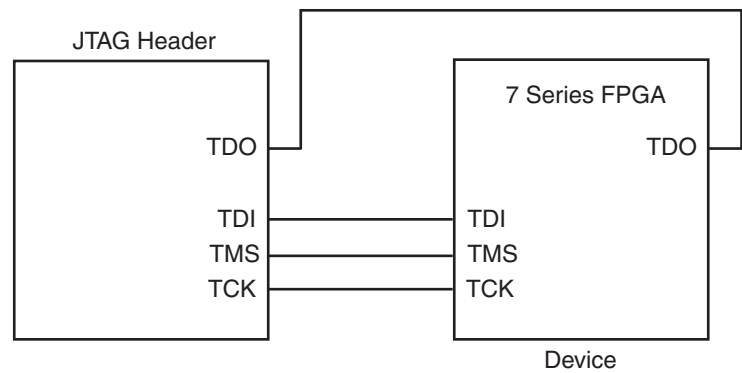 JTAG Header
7 Series FPGA
TDO
TDO
TDI
TDI
TMS
TMS
TCK
TCK
Device